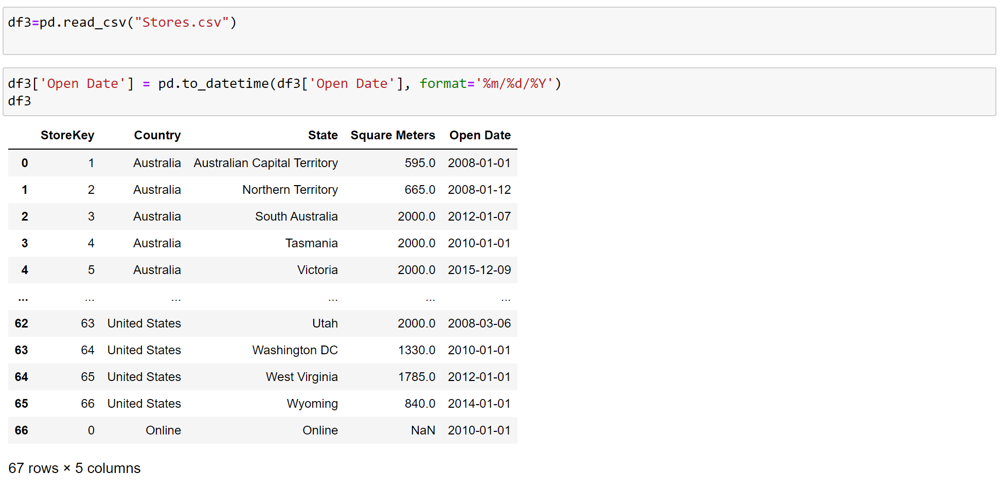 df3=pd.read_csv("Stores.csv")
df3['Open Date'] = pd.to_datetime(df3['Open Date'], format='%m/%d/%Y')
df3
StoreKey Country State Square Meters Open Date
0 1 Australia Australian Capital Territory 595.0 2008-01-01
1 2 Australia Northern Territory 665.0 2008-01-12
2 3 Australia South Australia 2000.0 2012-01-07
3 4 Australia Tasmania 2000.0 2010-01-01
4 5 Australia Victoria 2000.0 2015-12-09
... ... ... ... ... ...
62 63 United States Utah 2000.0 2008-03-06
63 64 United States Washington DC 1330.0 2010-01-01
64 65 United States West Virginia 1785.0 2012-01-01
65 66 United States Wyoming 840.0 2014-01-01
66 0 Online Online NaN 2010-01-01
67 rows × 5 columns